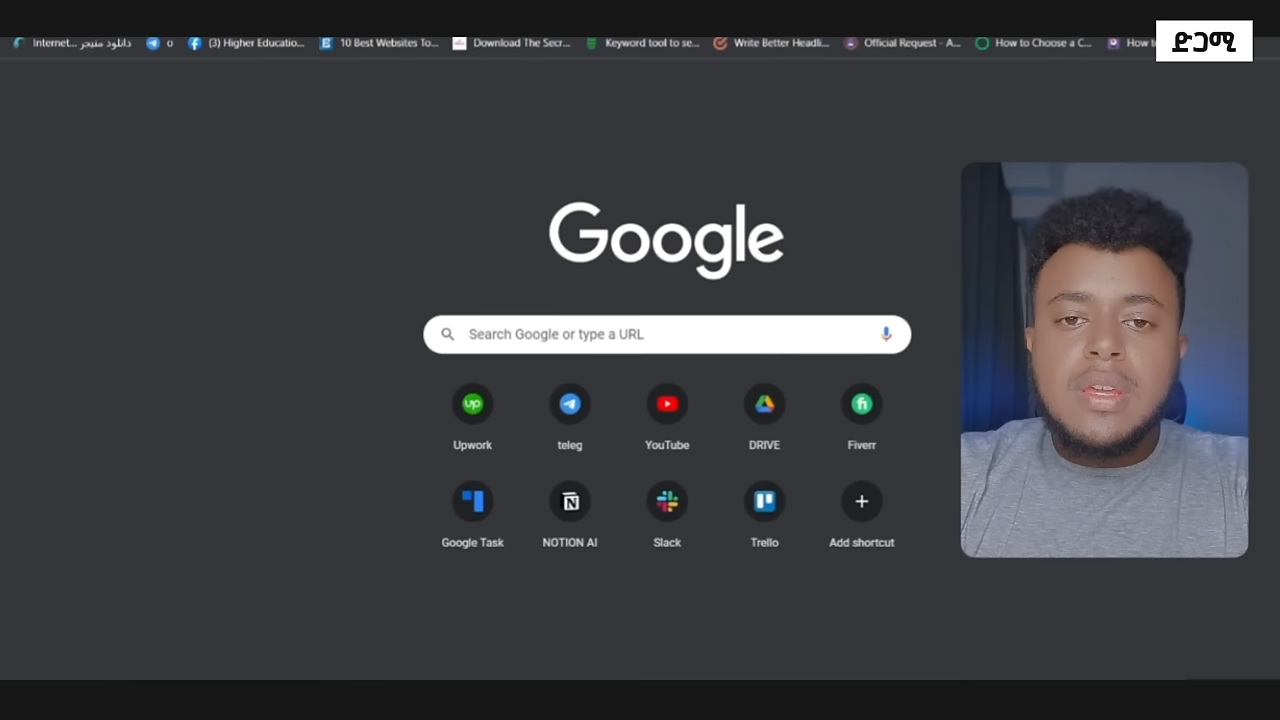 Internet... دانلود منیجر
o
(3) Higher Educatio...
10 Best Websites To...
Download The Secr...
Keyword tool to se...
Write Better Headli...
Official Request - A...
How to Choose a C...
ድጋሚ
Google
Search Google or type a URL
Upwork
teleg
YouTube
DRIVE
Fiverr
Google Task
NOTION AI
Slack
Trello
Add shortcut